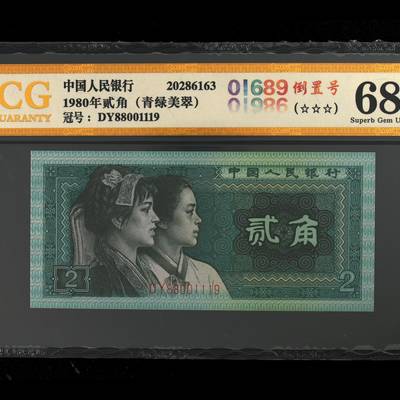 CG
GUARANTY
中国人民银行 20286163
1980年贰角（青绿美翠）
冠号：DY88001119
01689 倒置号
01986 (☆☆☆)
68
Superb Gem U
中国人民银行
贰角
2 2
DY88001119